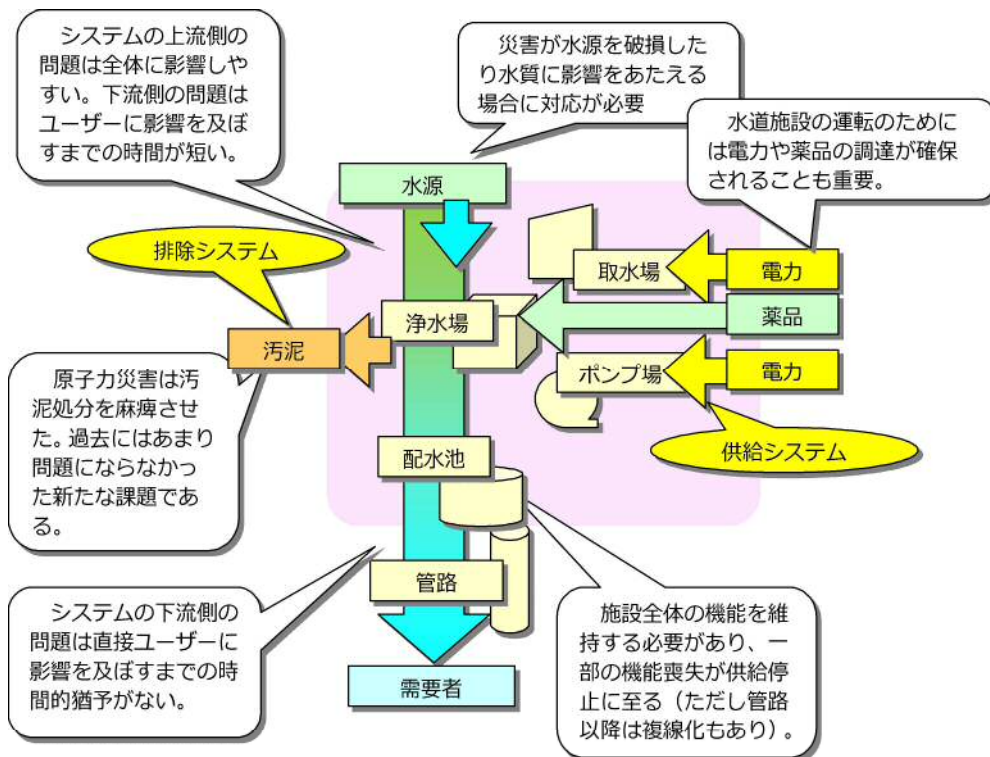 システムの上流側の
問題は全体に影響しや
すい。下流側の問題は
ユーザーに影響を及ぼ
すまでの時間が短い。
災害が水源を破損した
り水質に影響をあたえる
場合に対応が必要
水道施設の運転のために
は電力や薬品の調達が確保
されることも重要。
水源
排除システム
取水場
電力
浄水場
薬品
汚泥
ポンプ場
電力
原子力災害は汚
泥処分を麻痺させ
た。過去にはあまり
問題にならなかっ
た新たな課題であ
る。
供給システム
配水池
管路
システムの下流側の
問題は直接ユーザーに
影響を及ぼすまでの時
間的猶予がない。
施設全体の機能を維
持する必要があり、一
部の機能喪失が供給停
止に至る（ただし管路
以降は複線化もあり）。
需要者